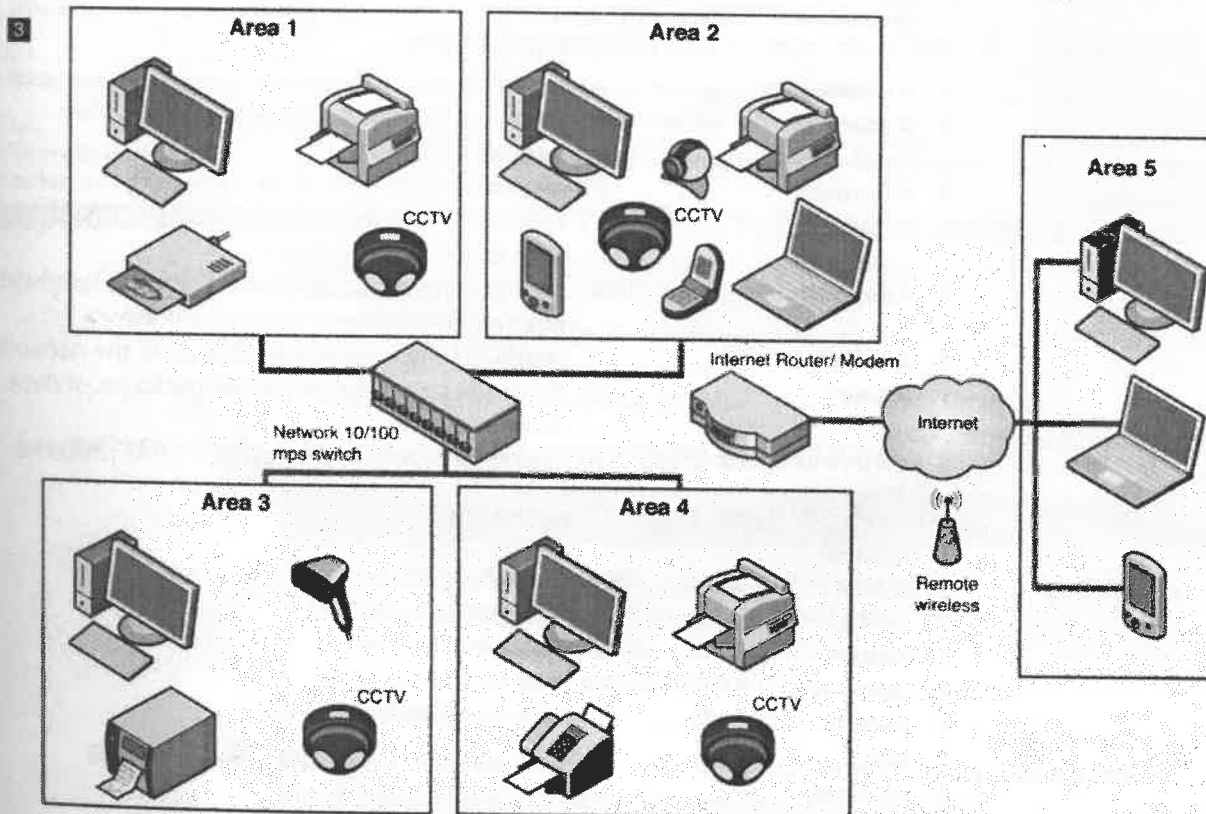 3
Area 1
Area 2
Area 5
CCTV
CCTV
Internet Router/ Modem
Internet
Network 10/100
mps switch
Remote
wireless
Area 3
Area 4
CCTV
CCTV